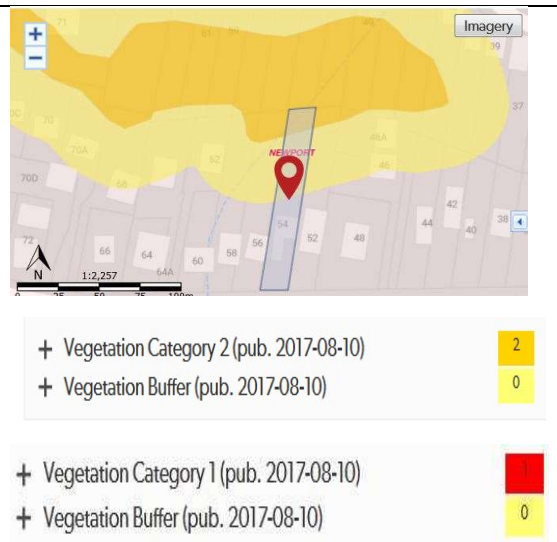 Imagery
+
−
71
51
39
37
70
70A
52
NEWPORT
46A
46
70D
68
54
42
38
72
66
64
64A
60
58
56
52
48
44
40
N
1:2,257
0 25 50 75 100m
+ Vegetation Category 2 (pub. 2017-08-10) 2
+ Vegetation Buffer (pub. 2017-08-10) 0
+ Vegetation Category 1 (pub. 2017-08-10) 1
+ Vegetation Buffer (pub. 2017-08-10) 0